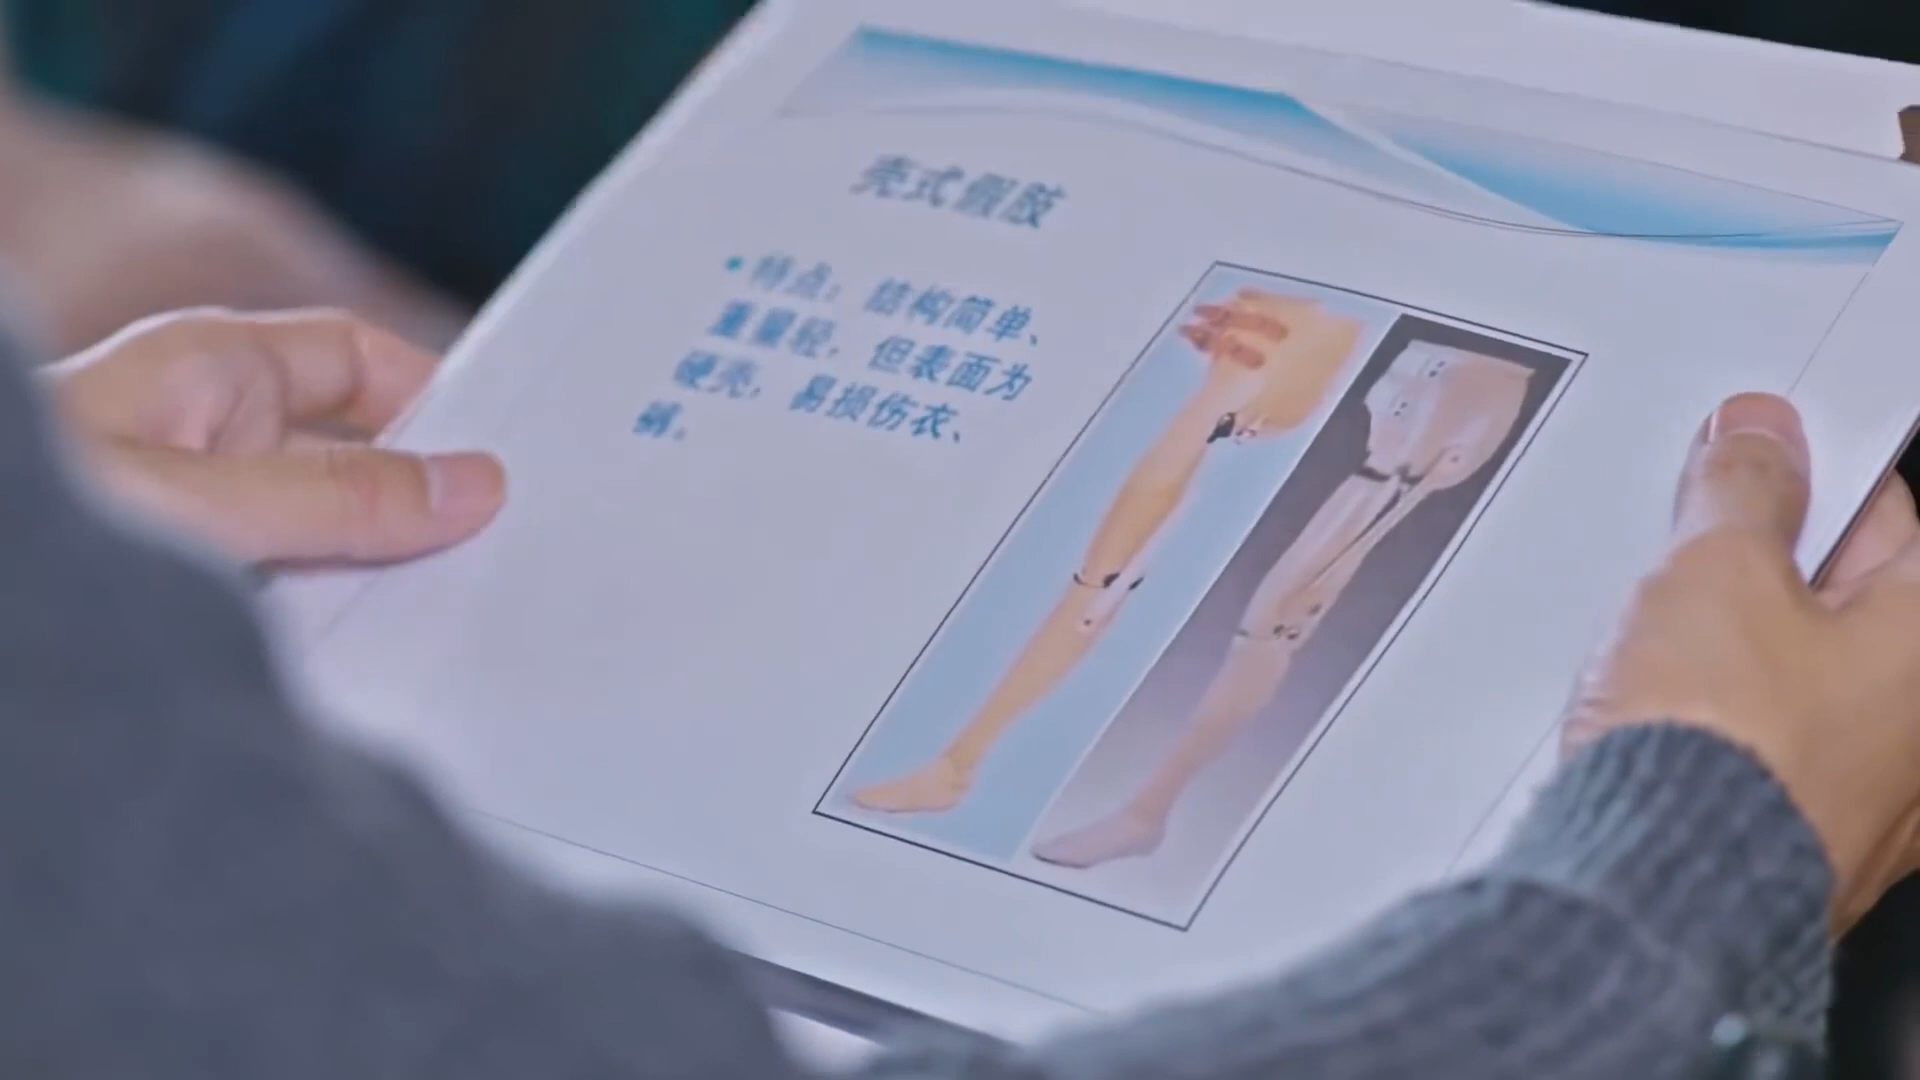 壳式假肢
• 特点：结构简单、
重量轻，但表面为
硬壳，易损伤衣、
裤。